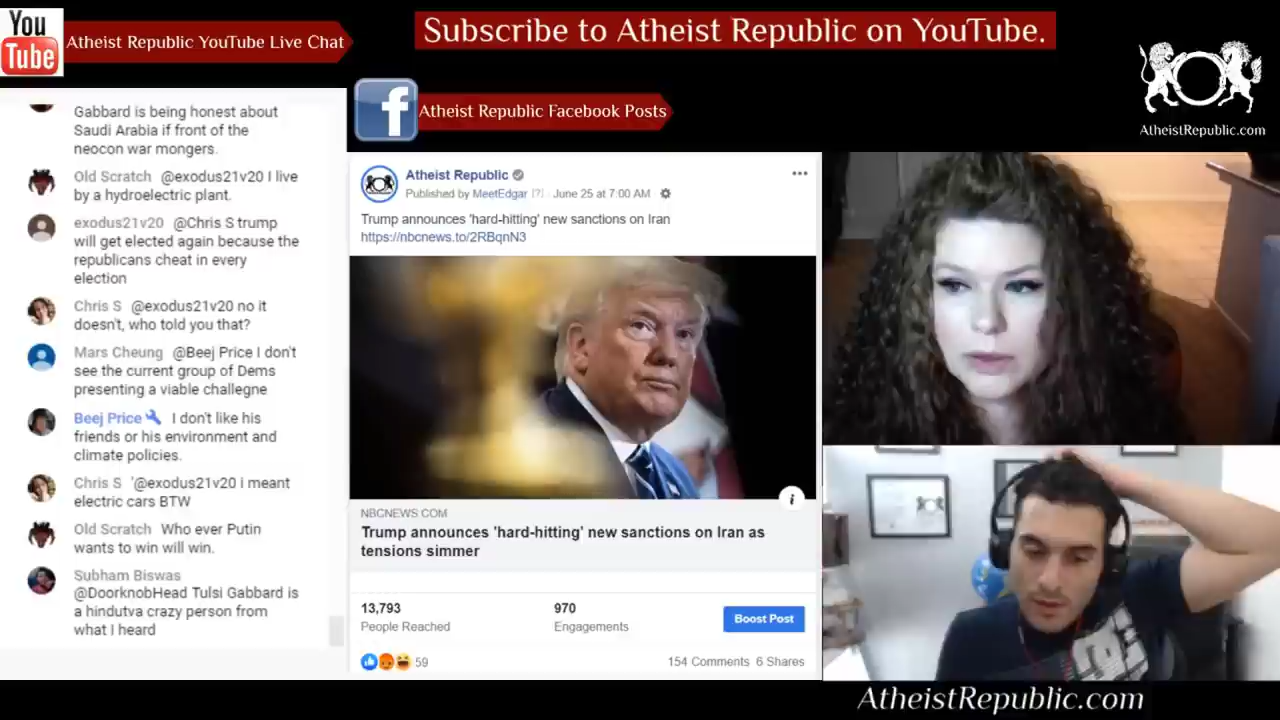 You
Tube
Atheist Republic YouTube Live Chat
Subscribe to Atheist Republic on YouTube.
AtheistRepublic.com
f
Atheist Republic Facebook Posts
Gabbard is being honest about
Saudi Arabia if front of the
neocon war mongers.
Old Scratch @exodus21v20 I live
by a hydroelectric plant.
exodus21v20 @Chris S trump
will get elected again because the
republicans cheat in every
election
Chris S @exodus21v20 no it
doesn't, who told you that?
Mars Cheung @Beej Price I don't
see the current group of Dems
presenting a viable challegne
Beej Price I don't like his
friends or his environment and
climate policies.
Chris S '@exodus21v20 i meant
electric cars BTW
Old Scratch Who ever Putin
wants to win will win.
Subham Biswas
@DoorknobHead Tulsi Gabbard is
a hindutva crazy person from
what I heard
Atheist Republic
Published by MeetEdgar [?] · June 25 at 7:00 AM ·
Trump announces 'hard-hitting' new sanctions on Iran
https://nbcnews.to/2RBqnN3
i
NBCNEWS.COM
Trump announces 'hard-hitting' new sanctions on Iran as
tensions simmer
13,793
People Reached
970
Engagements
Boost Post
59
154 Comments 6 Shares
AtheistRepublic.com